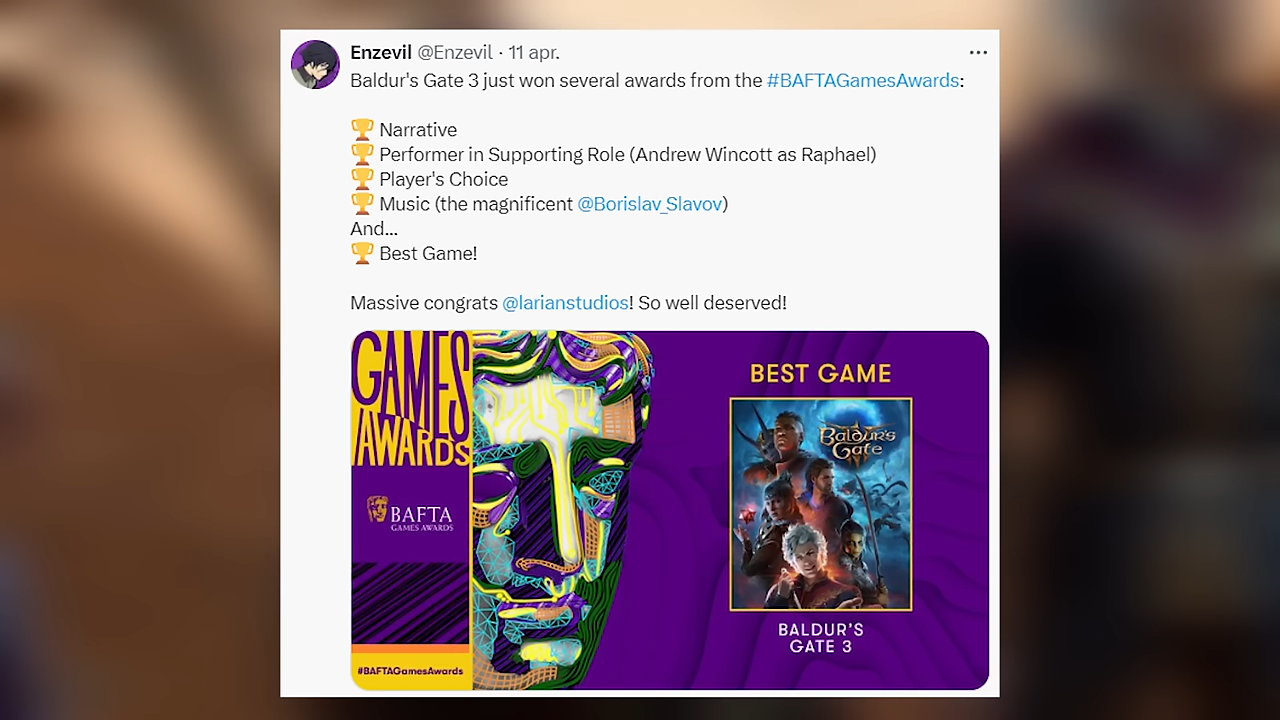 Enzevil @Enzevil · 11 apr.
Baldur's Gate 3 just won several awards from the #BAFTAGamesAwards:
🏆 Narrative
🏆 Performer in Supporting Role (Andrew Wincott as Raphael)
🏆 Player's Choice
🏆 Music (the magnificent @Borislav_Slavov)
And...
🏆 Best Game!
Massive congrats @larianstudios! So well deserved!
GAMES
AWARDS
BAFTA
GAMES AWARDS
#BAFTAGamesAwards
BEST GAME
BALDUR'S
GATE
BALDUR'S
GATE 3